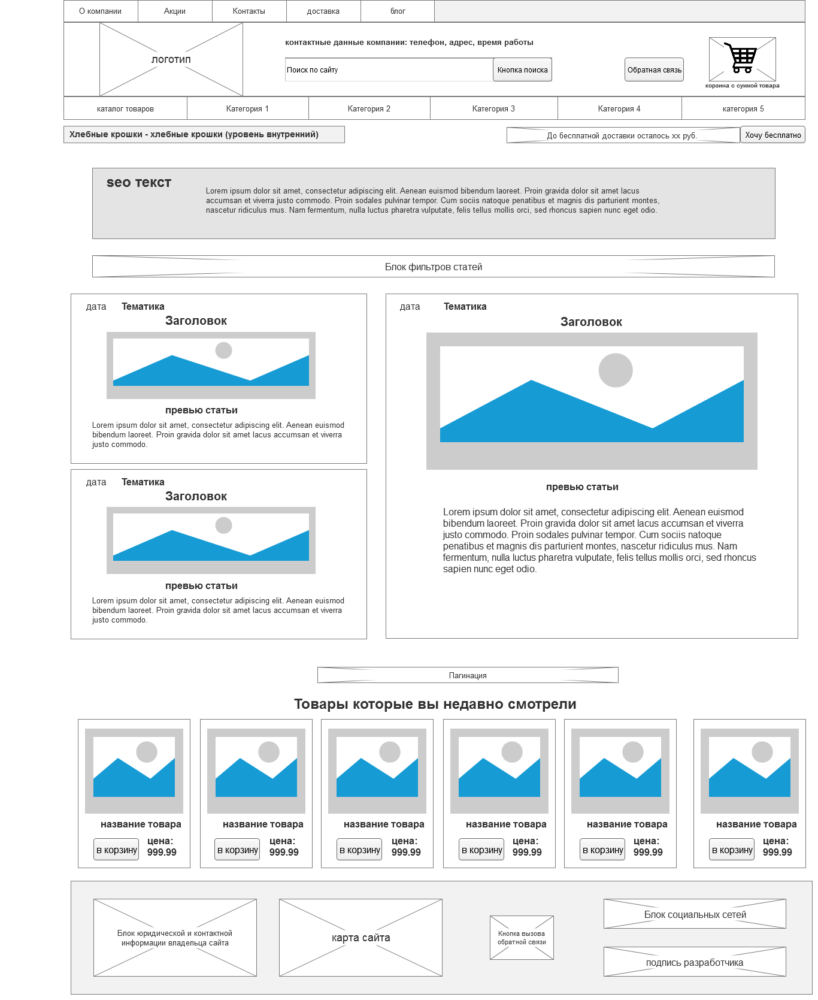 О компании
Акции
Контакты
доставка
блог
логотип
контактные данные компании: телефон, адрес, время работы
Поиск по сайту
Кнопка поиска
Обратная связь
корзина с суммой товара
каталог товаров
Категория 1
Категория 2
Категория 3
Категория 4
категория 5
Хлебные крошки - хлебные крошки (уровень внутренний)
До бесплатной доставки осталось xx руб.
Хочу бесплатно
seo текст
Lorem ipsum dolor sit amet, consectetur adipiscing elit. Aenean euismod bibendum laoreet. Proin gravida dolor sit amet lacus
accumsan et viverra justo commodo. Proin sodales pulvinar tempor. Cum sociis natoque penatibus et magnis dis parturient montes,
nascetur ridiculus mus. Nam fermentum, nulla luctus pharetra vulputate, felis tellus mollis orci, sed rhoncus sapien nunc eget odio.
Блок фильтров статей
дата
Тематика
Заголовок
превью статьи
Lorem ipsum dolor sit amet, consectetur adipiscing elit. Aenean euismod
bibendum laoreet. Proin gravida dolor sit amet lacus accumsan et viverra
justo commodo.
дата
Тематика
Заголовок
превью статьи
Lorem ipsum dolor sit amet, consectetur adipiscing elit. Aenean euismod
bibendum laoreet. Proin gravida dolor sit amet lacus accumsan et viverra
justo commodo.
дата
Тематика
Заголовок
превью статьи
Lorem ipsum dolor sit amet, consectetur adipiscing elit. Aenean euismod
bibendum laoreet. Proin gravida dolor sit amet lacus accumsan et viverra
justo commodo. Proin sodales pulvinar tempor. Cum sociis natoque
penatibus et magnis dis parturient montes, nascetur ridiculus mus. Nam
fermentum, nulla luctus pharetra vulputate, felis tellus mollis orci, sed rhoncus
sapien nunc eget odio.
Пагинация
Товары которые вы недавно смотрели
название товара
в корзину
цена:
999.99
название товара
в корзину
цена:
999.99
название товара
в корзину
цена:
999.99
название товара
в корзину
цена:
999.99
название товара
в корзину
цена:
999.99
название товара
в корзину
цена:
999.99
Блок юридической и контактной
информации владельца сайта
карта сайта
Кнопка вызова
обратной связи
Блок социальных сетей
подпись разработчика